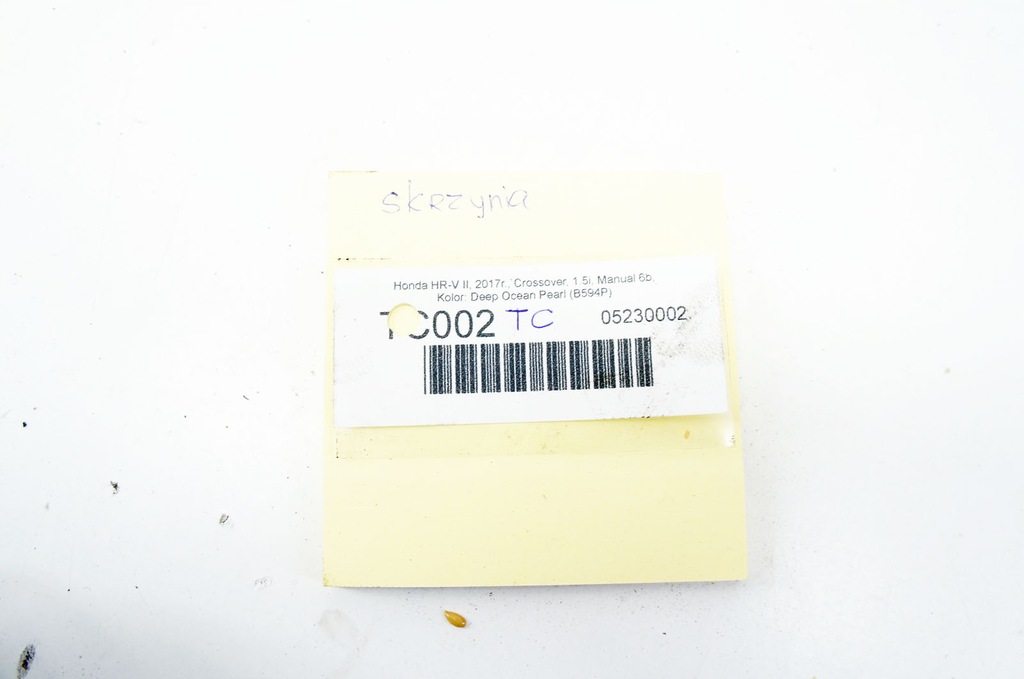 skrzynia
Honda HR-V II, 2017r., Crossover, 1.5i, Manual 6b.
Kolor: Deep Ocean Pearl (B594P)
TC002 TC 05230002